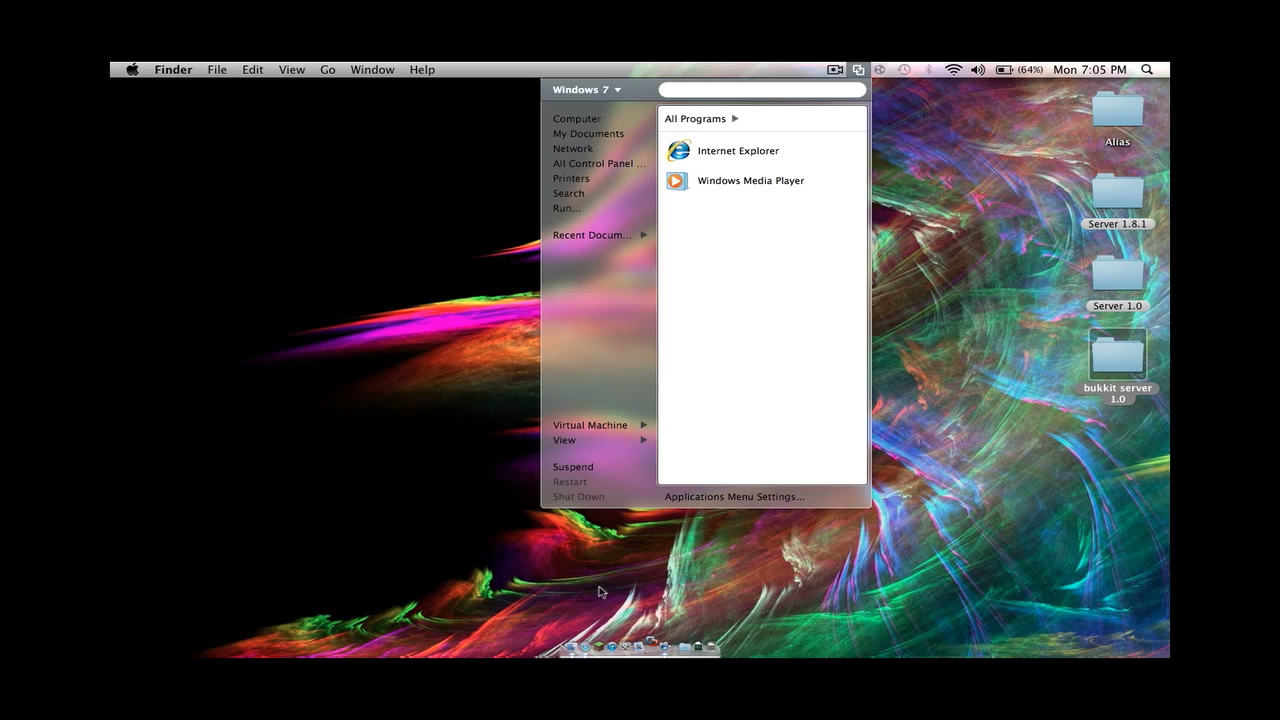 Finder File Edit View Go Window Help (64%) Mon 7:05 PM
Windows 7
Computer
My Documents
Network
All Control Panel ...
Printers
Search
Run...
Recent Docum...
Virtual Machine
View
Suspend
Restart
Shut Down
All Programs
Internet Explorer
Windows Media Player
Applications Menu Settings...
Alias
Server 1.8.1
Server 1.0
bukkit server
1.0